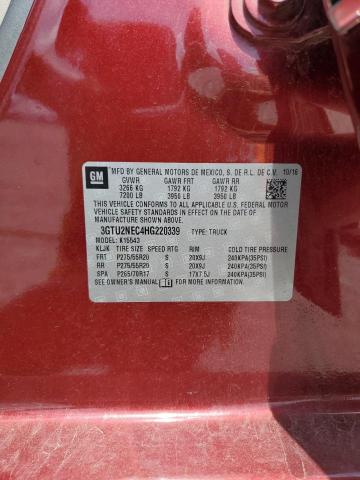 GM
MFD BY GENERAL MOTORS DE MEXICO, S. DE R.L. DE C.V. 10/16
GVWR GAWR FRT GAWR RR
3266 KG 1792 KG 1792 KG
7200 LB 3950 LB 3950 LB
THIS VEHICLE CONFORMS TO ALL APPLICABLE U.S. FEDERAL MOTOR
VEHICLE SAFETY STANDARDS IN EFFECT ON THE DATE OF
MANUFACTURE SHOWN ABOVE.
3GTU2NEC4HG220339 TYPE: TRUCK
MODEL: K15543
KLJK TIRE SIZE SPEED RTG RIM COLD TIRE PRESSURE
FRT P275/55R20 S 20X9J 240KPA(35PSI)
RR P275/55R20 S 20X9J 240KPA(35PSI)
SPA P265/70R17 S 17X7.5J 240KPA(35PSI)
SEE OWNER'S MANUAL